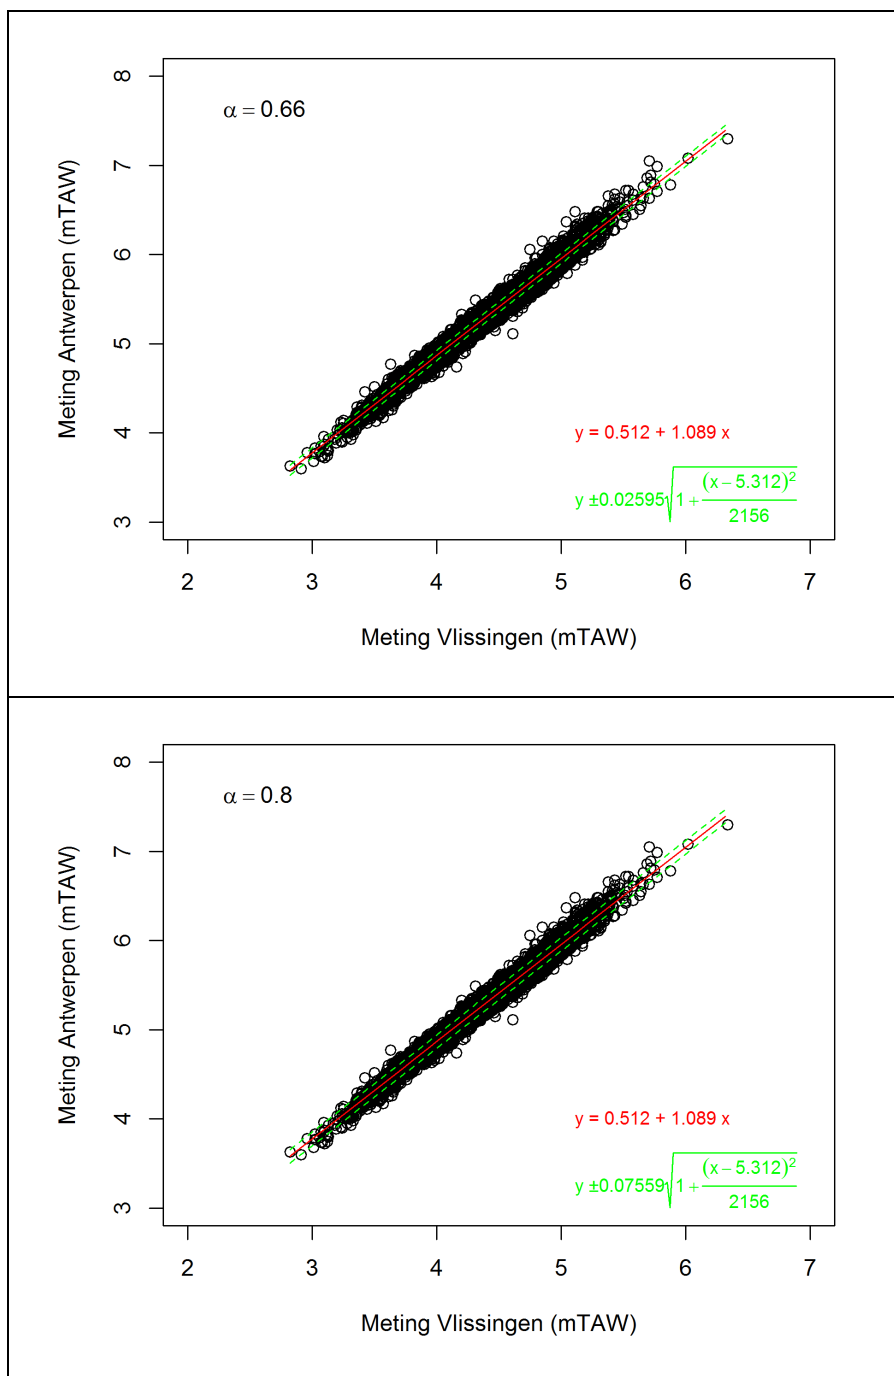 α = 0.66
8
7
6
5
4
3
Meting Antwerpen (mTAW)
y = 0.512 + 1.089 x
y ±0.02595√1 + (x − 5.312)²
2156
2 3 4 5 6 7
Meting Vlissingen (mTAW)
α = 0.8
8
7
6
5
4
3
Meting Antwerpen (mTAW)
y = 0.512 + 1.089 x
y ±0.07559√1 + (x − 5.312)²
2156
2 3 4 5 6 7
Meting Vlissingen (mTAW)